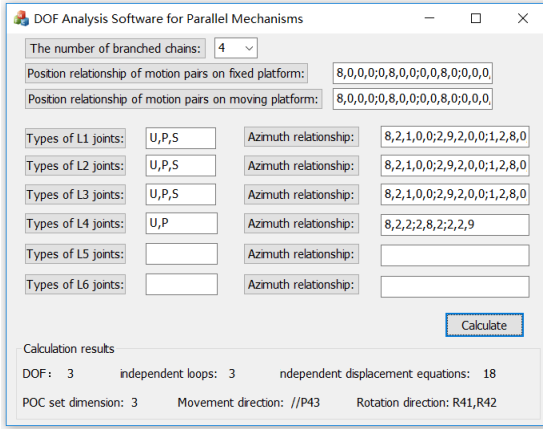 DOF Analysis Software for Parallel Mechanisms
The number of branched chains: 4
Position relationship of motion pairs on fixed platform: 8,0,0,0;0,8,0,0;0,0,8,0;0,0,0,
Position relationship of motion pairs on moving platform: 8,0,0,0;0,8,0,0;0,0,8,0;0,0,0,
Types of L1 joints: U,P,S Azimuth relationship: 8,2,1,0,0;2,9,2,0,0;1,2,8,0
Types of L2 joints: U,P,S Azimuth relationship: 8,2,1,0,0;2,9,2,0,0;1,2,8,0
Types of L3 joints: U,P,S Azimuth relationship: 8,2,1,0,0;2,9,2,0,0;1,2,8,0
Types of L4 joints: U,P Azimuth relationship: 8,2,2;2,8,2;2,2,9
Types of L5 joints: Azimuth relationship:
Types of L6 joints: Azimuth relationship:
Calculate
Calculation results
DOF: 3 independent loops: 3 ndependent displacement equations: 18
POC set dimension: 3 Movement direction: //P43 Rotation direction: R41,R42